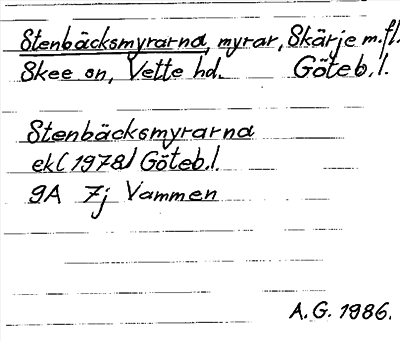 Stenbäcksmyrarna, myrar, Skärje m.fl.
Skee sn, Vette hd. Göteb. l.
Stenbäcksmyrarna
ek (1978) Göteb. l.
9A 7j Vammen
A.G. 1986.